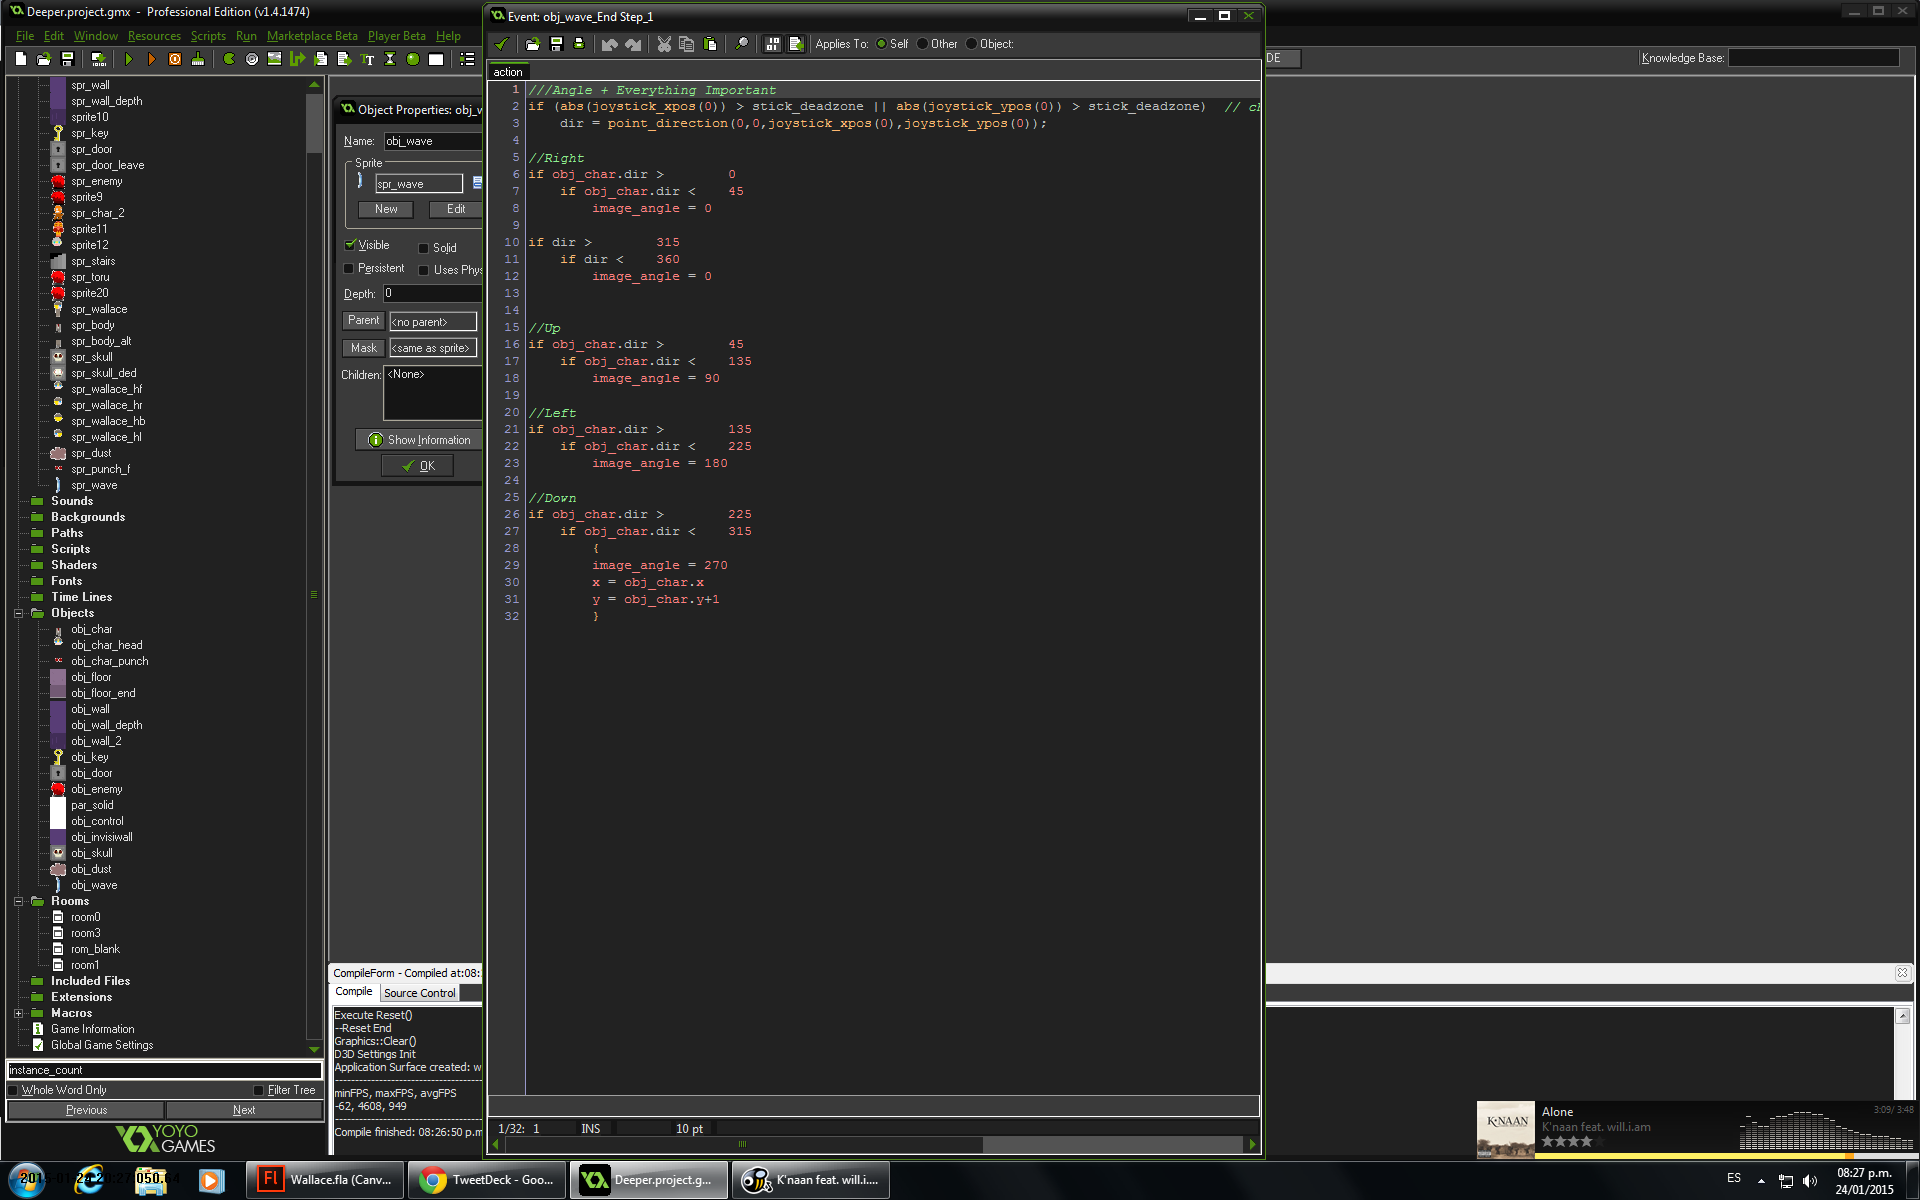 Deeper.project.gmx - Professional Edition (v1.4.1474)
File Edit Window Resources Scripts Run Marketplace Beta Player Beta Help
Knowledge Base:
spr_wall
spr_wall_depth
sprite10
spr_key
spr_door
spr_door_leave
spr_enemy
sprite9
spr_char_2
sprite11
sprite12
spr_stairs
spr_toru
sprite20
spr_wallace
spr_body
spr_body_alt
spr_skull
spr_skull_ded
spr_wallace_hf
spr_wallace_hr
spr_wallace_hb
spr_wallace_hl
spr_dust
spr_punch_f
spr_wave
Sounds
Backgrounds
Paths
Scripts
Shaders
Fonts
Time Lines
Objects
obj_char
obj_char_head
obj_char_punch
obj_floor
obj_floor_end
obj_wall
obj_wall_depth
obj_wall_2
obj_key
obj_door
obj_enemy
par_solid
obj_control
obj_invisiwall
obj_skull
obj_dust
obj_wave
Rooms
room0
room3
rom_blank
room1
Included Files
Extensions
Macros
Game Information
Global Game Settings
instance_count
Whole Word Only Filter Tree
Previous Next
YOYO GAMES
Object Properties: obj_w
Name: obj_wave
Sprite
spr_wave
New Edit
Visible Solid
Persistent Uses Phys
Depth: 0
Parent <no parent>
Mask <same as sprite>
Children: <None>
Show Information
OK
Event: obj_wave_End Step_1
Applies To: Self Other Object:
action
1 ///Angle + Everything Important
2 if (abs(joystick_xpos(0)) > stick_deadzone || abs(joystick_ypos(0)) > stick_deadzone) // ch
3 dir = point_direction(0,0,joystick_xpos(0),joystick_ypos(0));
4
5 //Right
6 if obj_char.dir > 0
7 if obj_char.dir < 45
8 image_angle = 0
9
10 if dir > 315
11 if dir < 360
12 image_angle = 0
13
14
15 //Up
16 if obj_char.dir > 45
17 if obj_char.dir < 135
18 image_angle = 90
19
20 //Left
21 if obj_char.dir > 135
22 if obj_char.dir < 225
23 image_angle = 180
24
25 //Down
26 if obj_char.dir > 225
27 if obj_char.dir < 315
28 {
29 image_angle = 270
30 x = obj_char.x
31 y = obj_char.y+1
32 }
1/32: 1 INS 10 pt
DE
CompileForm - Compiled at:08:
Compile Source Control
Execute Reset()
--Reset End
Graphics::Clear()
D3D Settings Init
Application Surface created: w
minFPS, maxFPS, avgFPS
-62, 4608, 949
Compile finished: 08:26:50 p.m
K'NAAN
Alone
K'naan feat. will.i.am
3:09/ 3:48
Wallace.fla (Canv...
TweetDeck - Goo...
Deeper.project.g...
K'naan feat. will.i....
ES
08:27 p.m.
24/01/2015